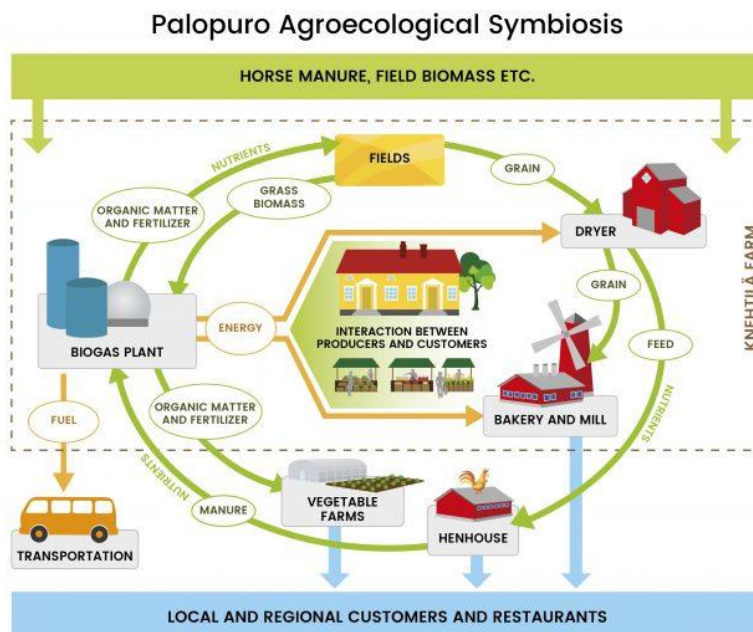 Palopuro Agroecological Symbiosis
HORSE MANURE, FIELD BIOMASS ETC.
NUTRIENTS
FIELDS
GRAIN
GRASS
BIOMASS
ORGANIC MATTER
AND FERTILIZER
DRYER
KNEHTILÄ FARM
GRAIN
ENERGY
INTERACTION BETWEEN
PRODUCERS AND CUSTOMERS
BIOGAS PLANT
FEED
FUEL
ORGANIC MATTER
AND FERTILIZER
BAKERY AND MILL
NUTRIENTS
NUTRIENTS
MANURE
VEGETABLE
FARMS
HENHOUSE
TRANSPORTATION
LOCAL AND REGIONAL CUSTOMERS AND RESTAURANTS